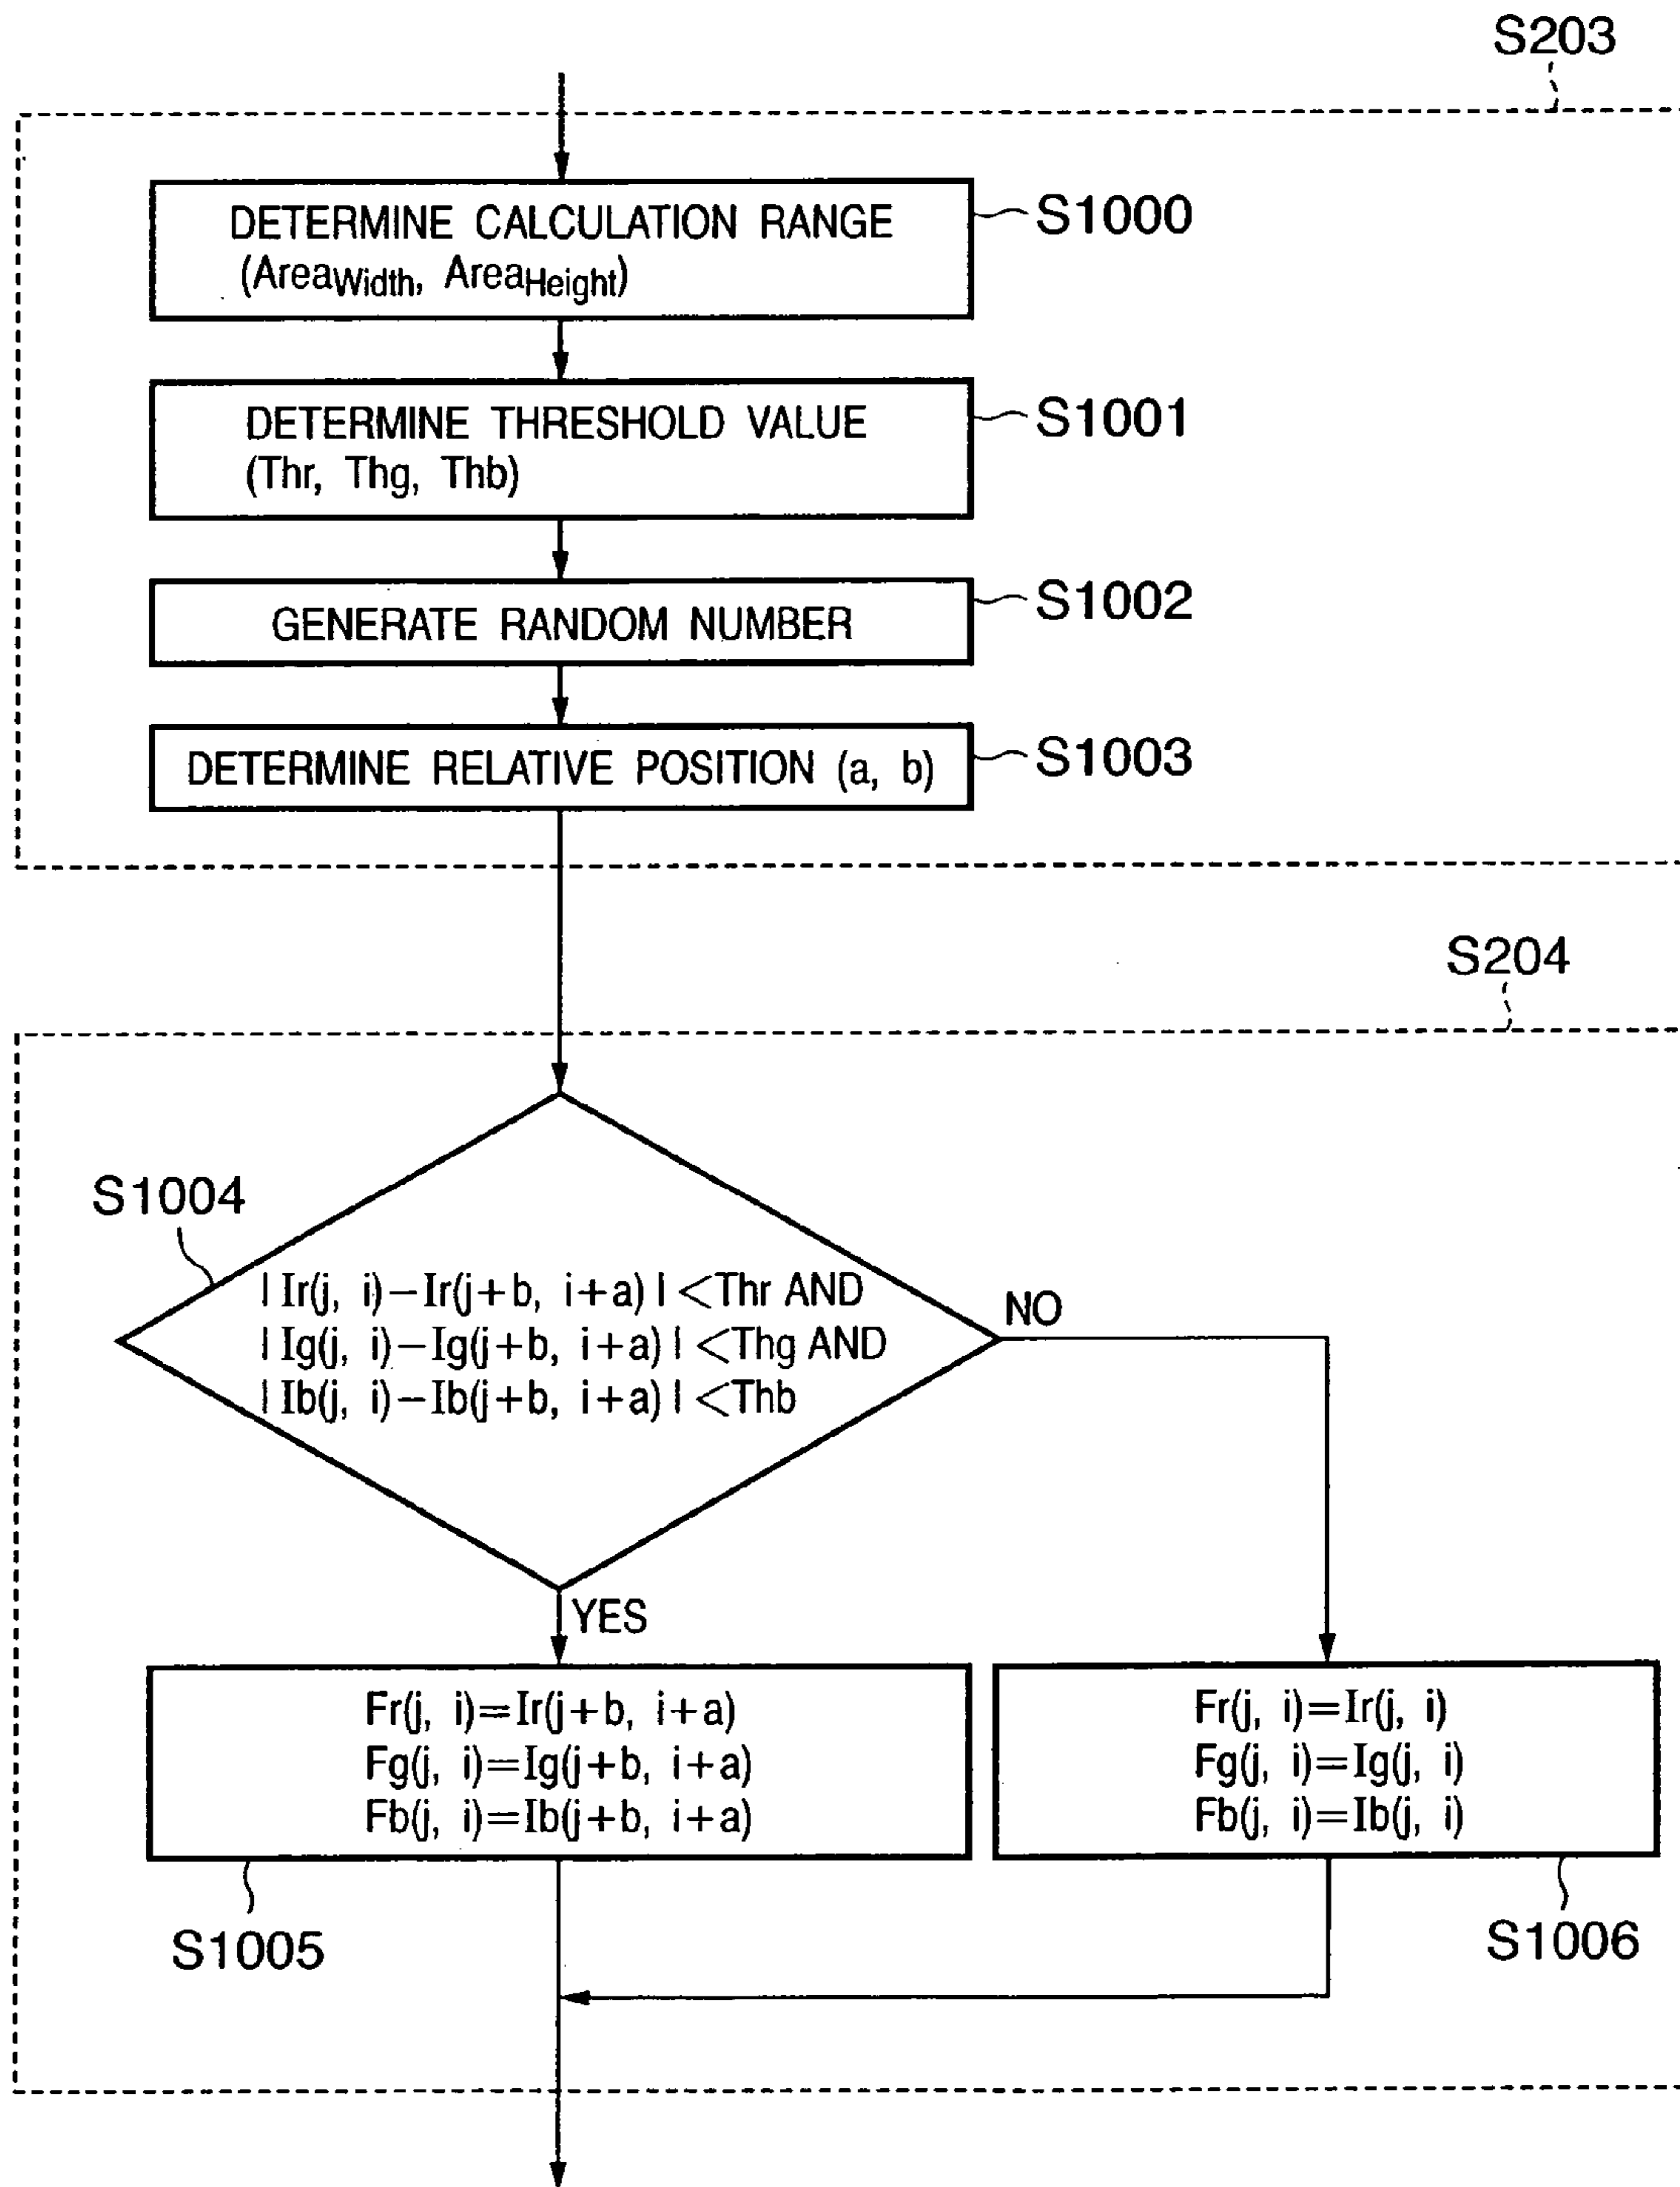 S203
DETERMINE CALCULATION RANGE
(AreaWidth, AreaHeight)
S1000
DETERMINE THRESHOLD VALUE
(Thr, Thg, Thb)
S1001
GENERATE RANDOM NUMBER
S1002
DETERMINE RELATIVE POSITION (a, b)
S1003
S204
S1004
| Ir(j, i)−Ir(j+b, i+a) | <Thr AND
| Ig(j, i)−Ig(j+b, i+a) | <Thg AND
| Ib(j, i)−Ib(j+b, i+a) | <Thb
NO
YES
Fr(j, i)=Ir(j+b, i+a)
Fg(j, i)=Ig(j+b, i+a)
Fb(j, i)=Ib(j+b, i+a)
Fr(j, i)=Ir(j, i)
Fg(j, i)=Ig(j, i)
Fb(j, i)=Ib(j, i)
S1005
S1006